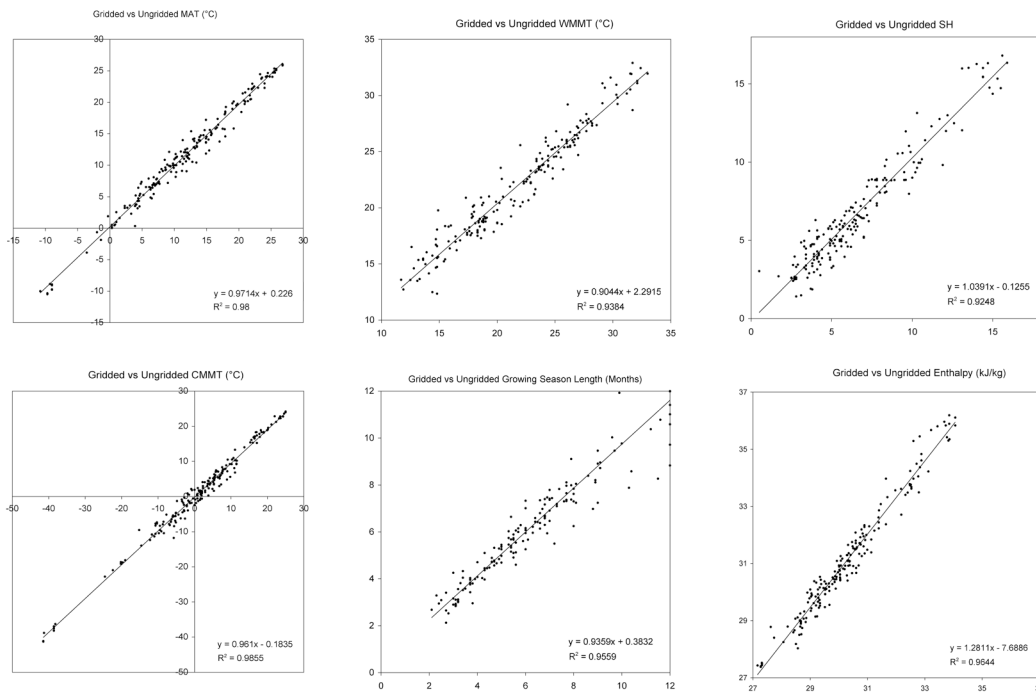 Gridded vs Ungridded MAT (°C)
30
25
20
15
10
5
0
-5
-10
-15
-15 -10 -5 0 5 10 15 20 25 30
y = 0.9714x + 0.226
R² = 0.98
Gridded vs Ungridded WMMT (°C)
35
30
25
20
15
10
10 15 20 25 30 35
y = 0.9044x + 2.2915
R² = 0.9384
Gridded vs Ungridded SH
15
10
5
0
0 5 10 15
y = 1.0391x - 0.1255
R² = 0.9248
Gridded vs Ungridded CMMT (°C)
30
20
10
0
-10
-20
-30
-40
-50
-50 -40 -30 -20 -10 0 10 20 30
y = 0.961x - 0.1835
R² = 0.9855
Gridded vs Ungridded Growing Season Length (Months)
12
10
8
6
4
2
0
0 2 4 6 8 10 12
y = 0.9359x + 0.3832
R² = 0.9559
Gridded vs Ungridded Enthalpy (kJ/kg)
37
35
33
31
29
27
27 29 31 33 35
y = 1.2811x - 7.6886
R² = 0.9644